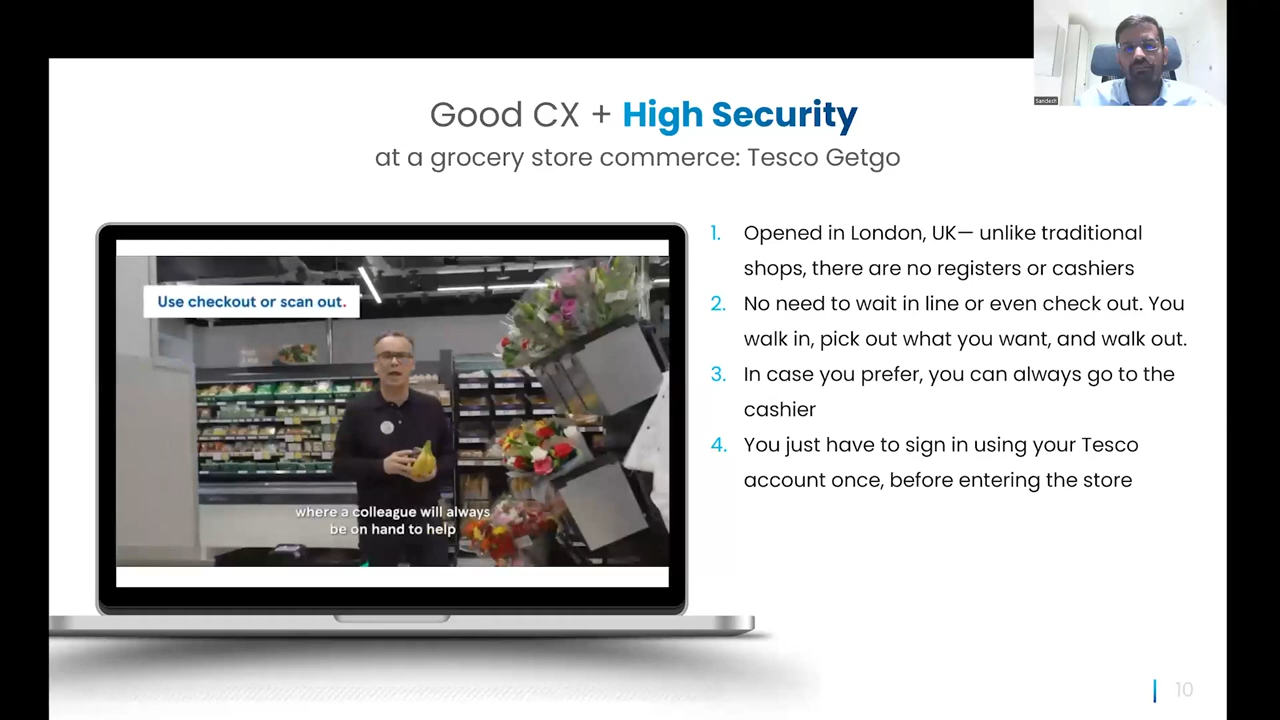 Sandesh
Good CX + High Security
at a grocery store commerce: Tesco Getgo
Use checkout or scan out.
where a colleague will always
be on hand to help
1. Opened in London, UK— unlike traditional
shops, there are no registers or cashiers
2. No need to wait in line or even check out. You
walk in, pick out what you want, and walk out.
3. In case you prefer, you can always go to the
cashier
4. You just have to sign in using your Tesco
account once, before entering the store
10